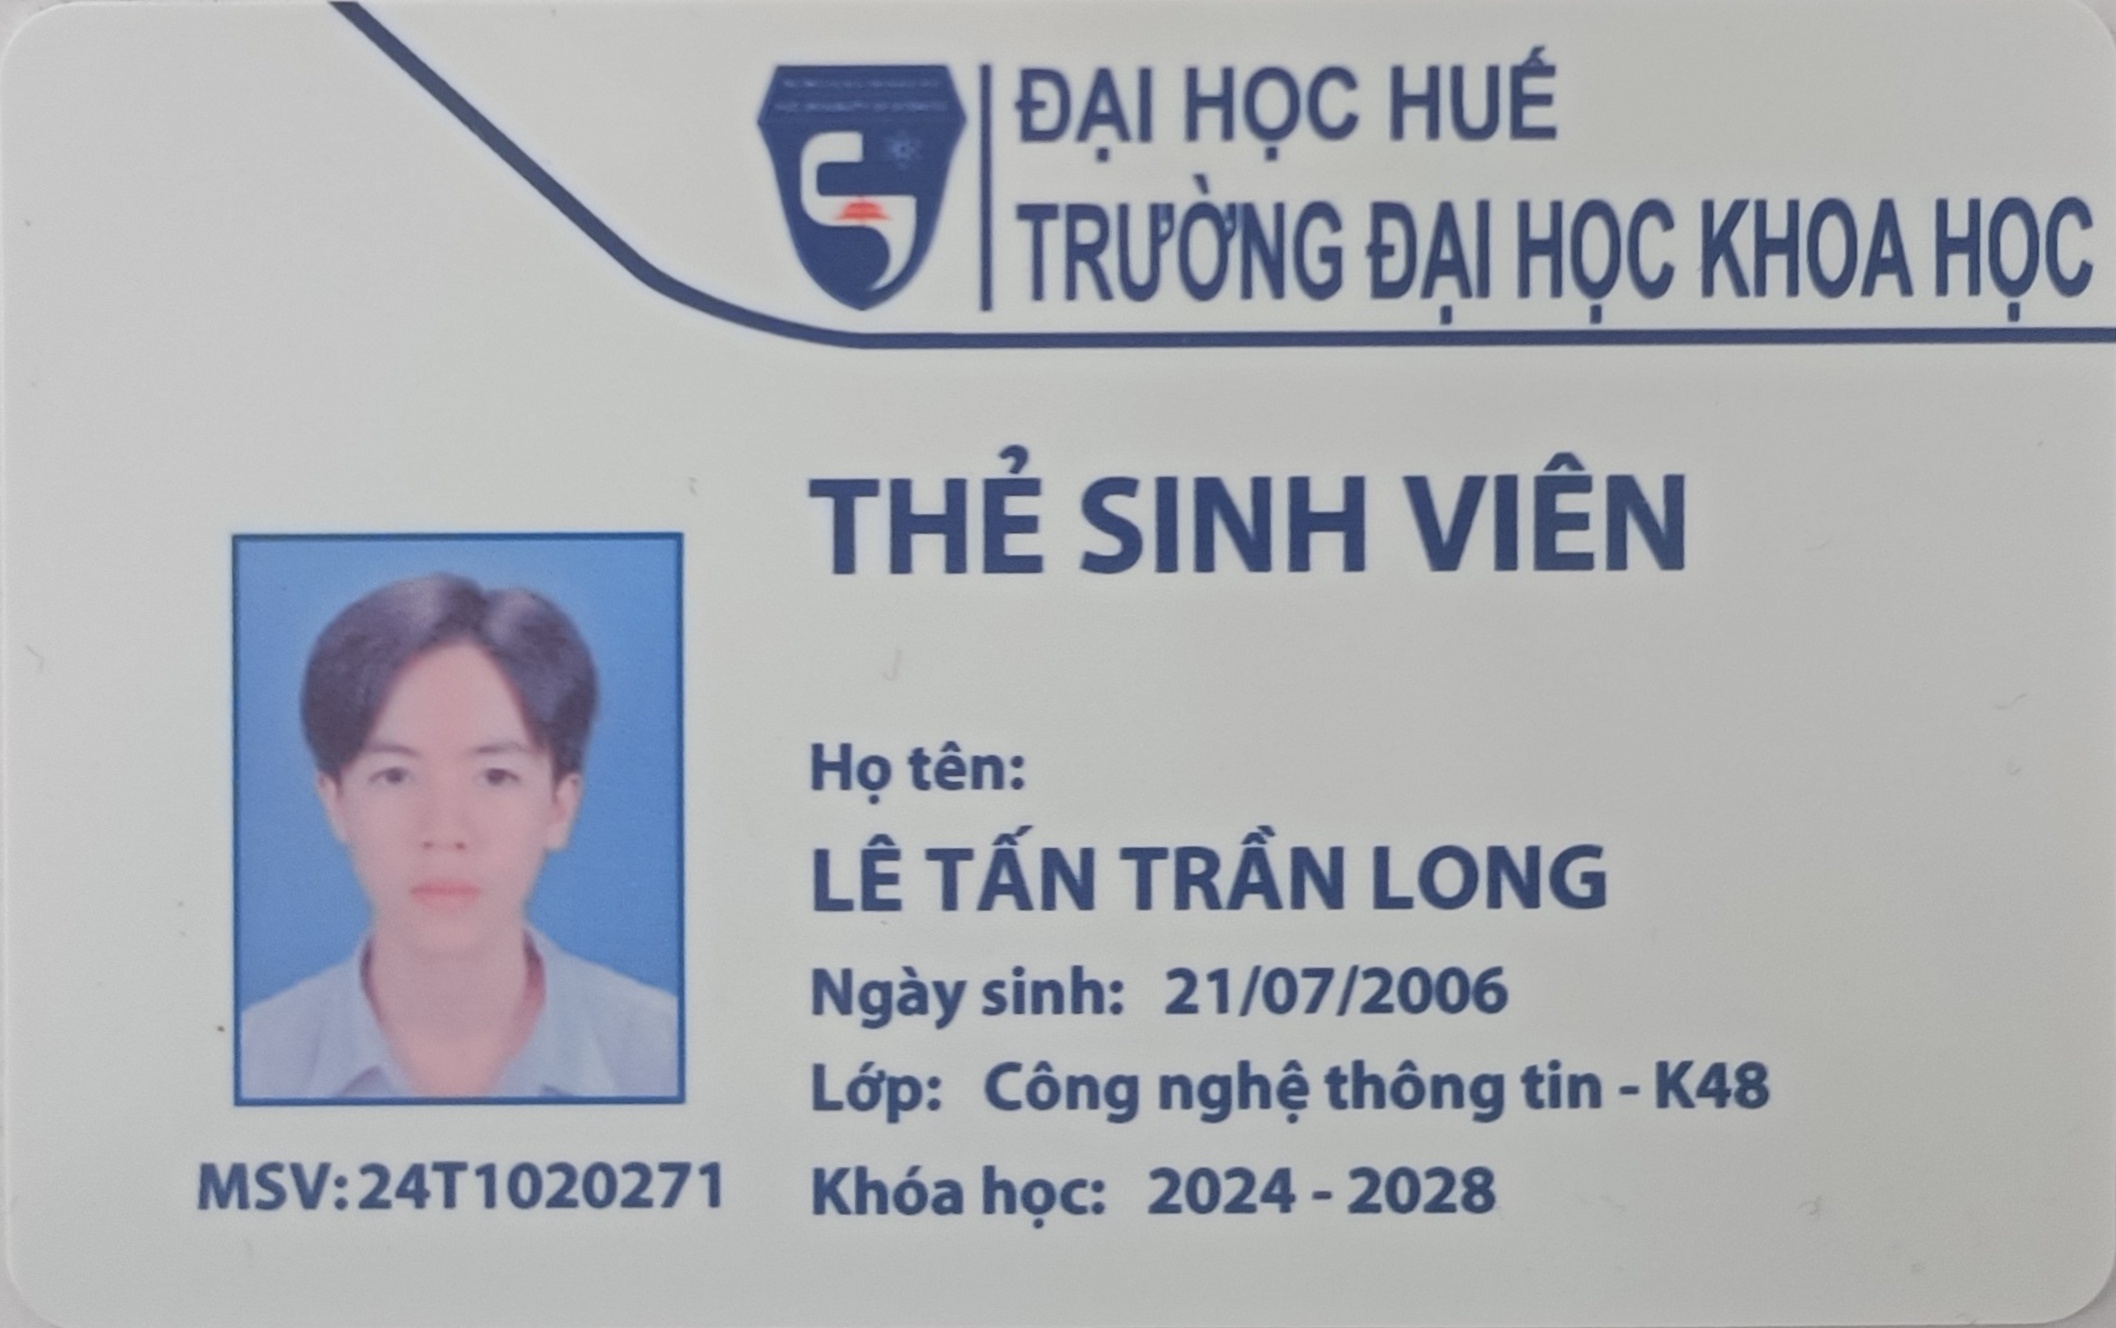 ĐẠI HỌC HUẾ
TRƯỜNG ĐẠI HỌC KHOA HỌC
THẺ SINH VIÊN
Họ tên:
LÊ TẤN TRẦN LONG
Ngày sinh: 21/07/2006
Lớp: Công nghệ thông tin - K48
Khóa học: 2024 - 2028
MSV:24T1020271